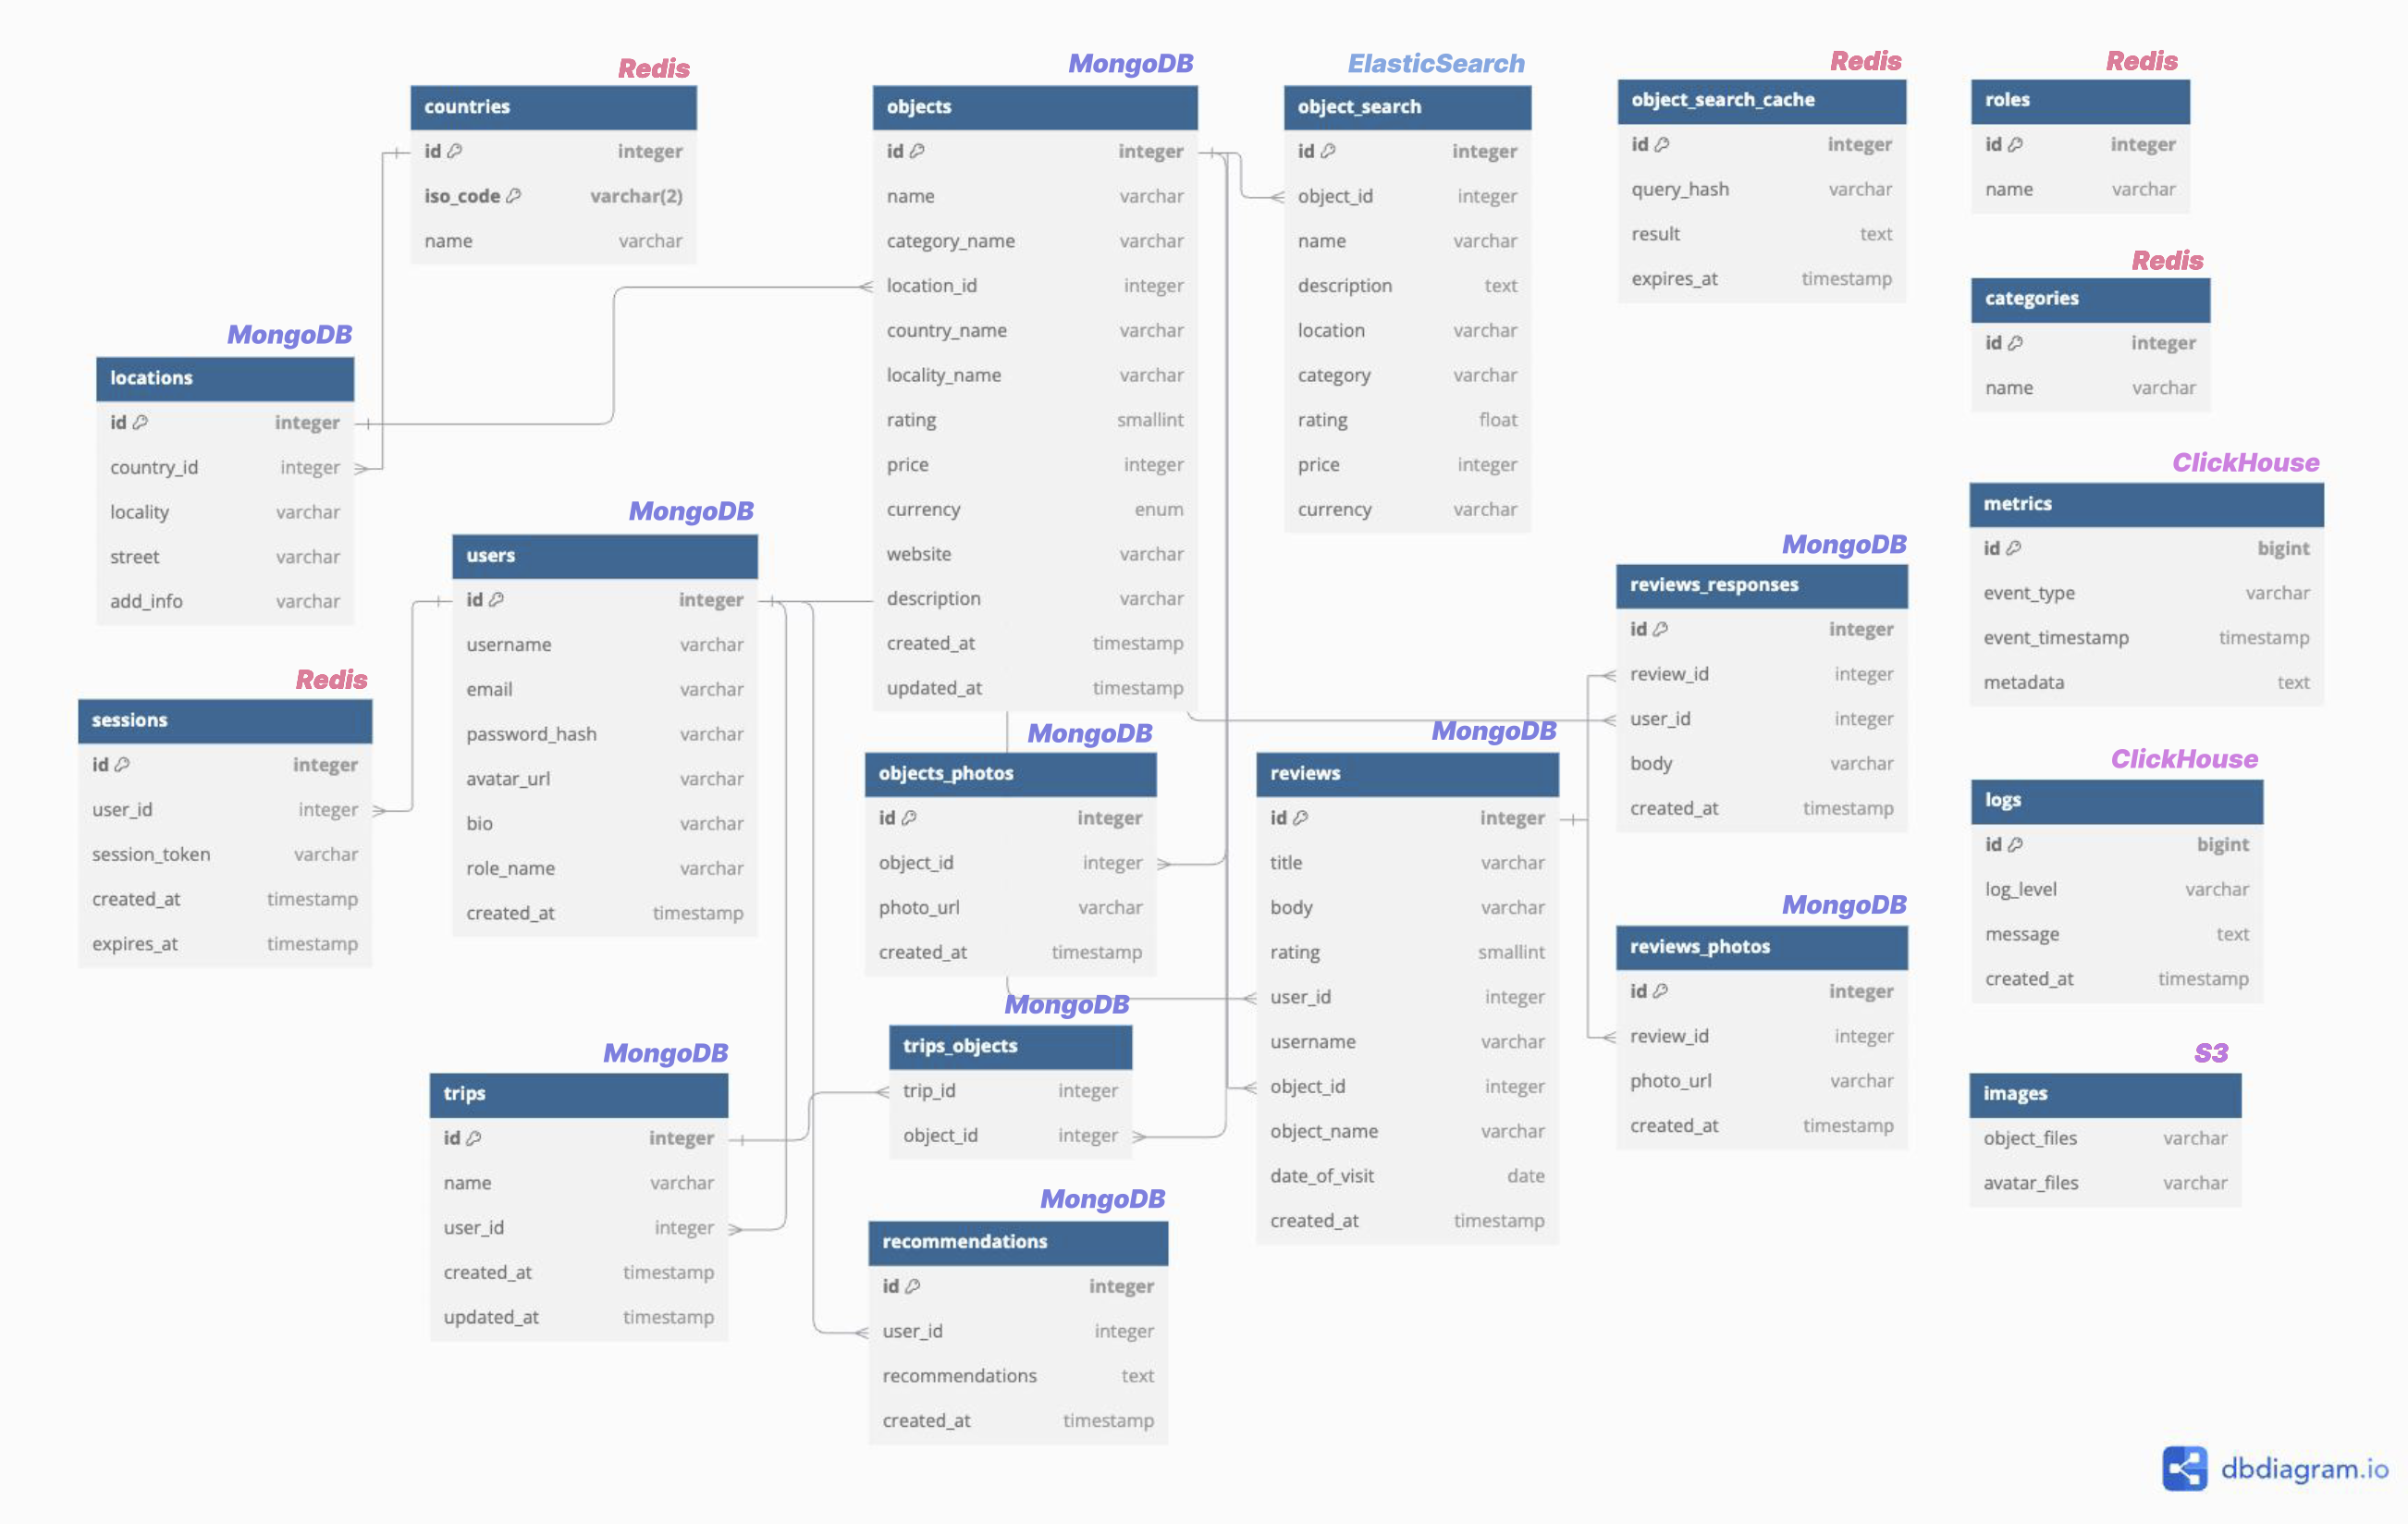 Redis
countries
id integer
iso_code varchar(2)
name varchar
MongoDB
objects
id integer
name varchar
category_name varchar
location_id integer
country_name varchar
locality_name varchar
rating smallint
price integer
currency enum
website varchar
description varchar
created_at timestamp
updated_at timestamp
ElasticSearch
object_search
id integer
object_id integer
name varchar
description text
location varchar
category varchar
rating float
price integer
currency varchar
Redis
object_search_cache
id integer
query_hash varchar
result text
expires_at timestamp
Redis
roles
id integer
name varchar
Redis
categories
id integer
name varchar
MongoDB
locations
id integer
country_id integer
locality varchar
street varchar
add_info varchar
MongoDB
users
id integer
username varchar
email varchar
password_hash varchar
avatar_url varchar
bio varchar
role_name varchar
created_at timestamp
Redis
sessions
id integer
user_id integer
session_token varchar
created_at timestamp
expires_at timestamp
MongoDB
objects_photos
id integer
object_id integer
photo_url varchar
created_at timestamp
MongoDB
reviews
id integer
title varchar
body varchar
rating smallint
user_id integer
username varchar
object_id integer
object_name varchar
date_of_visit date
created_at timestamp
MongoDB
reviews_responses
id integer
review_id integer
user_id integer
body varchar
created_at timestamp
MongoDB
reviews_photos
id integer
review_id integer
photo_url varchar
created_at timestamp
ClickHouse
metrics
id bigint
event_type varchar
event_timestamp timestamp
metadata text
ClickHouse
logs
id bigint
log_level varchar
message text
created_at timestamp
S3
images
object_files varchar
avatar_files varchar
MongoDB
trips
id integer
name varchar
user_id integer
created_at timestamp
updated_at timestamp
MongoDB
trips_objects
trip_id integer
object_id integer
MongoDB
recommendations
id integer
user_id integer
recommendations text
created_at timestamp
dbdiagram.io